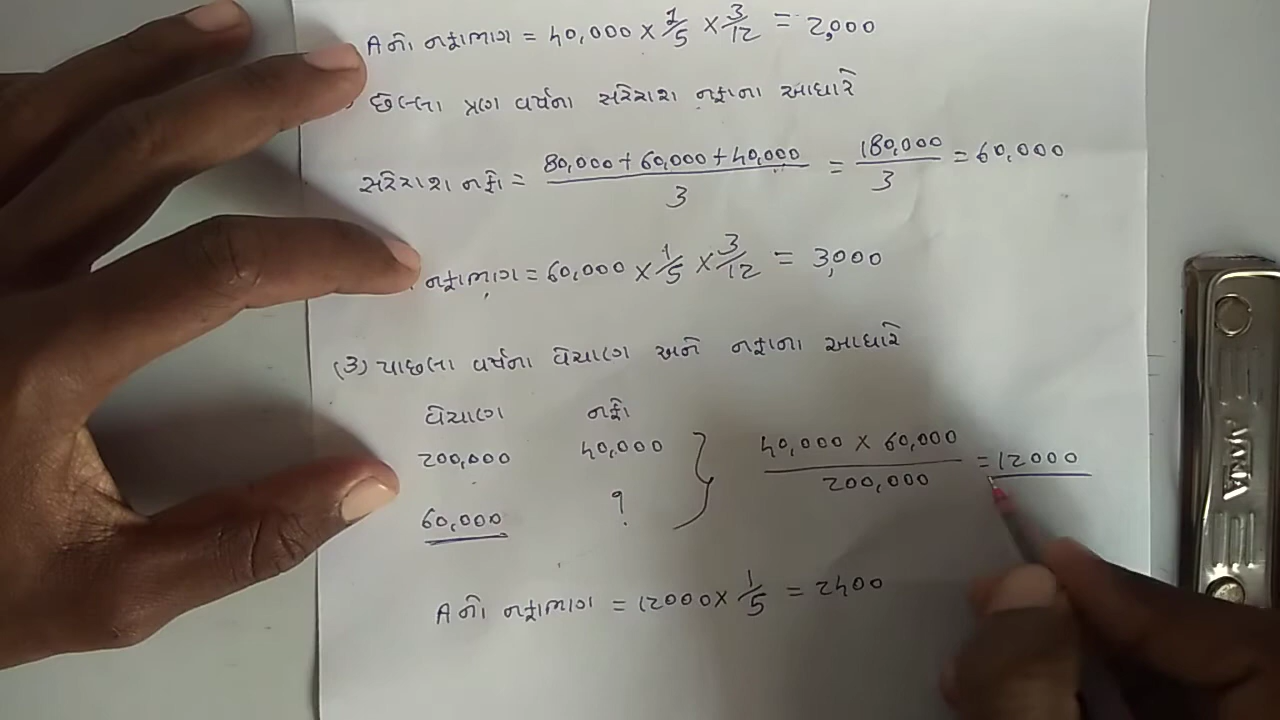 Aનો નફાભાગ = 40,000 × 1/5 × 3/12 = 2,000
છેલ્લા ત્રણ વર્ષના સરેરાશ નફાના આધારે
સરેરાશ નફો = 80,000 + 60,000 + 40,000 / 3 = 180,000 / 3 = 60,000
નફાભાગ = 60,000 × 1/5 × 3/12 = 3,000
(3) પાછલા વર્ષના વેચાણ અને નફાના આધારે
વેચાણ નફો
200,000 40,000
60,000 ?
40,000 × 60,000 / 200,000 = 12000
Aનો નફાભાગ = 12000 × 1/5 = 2400